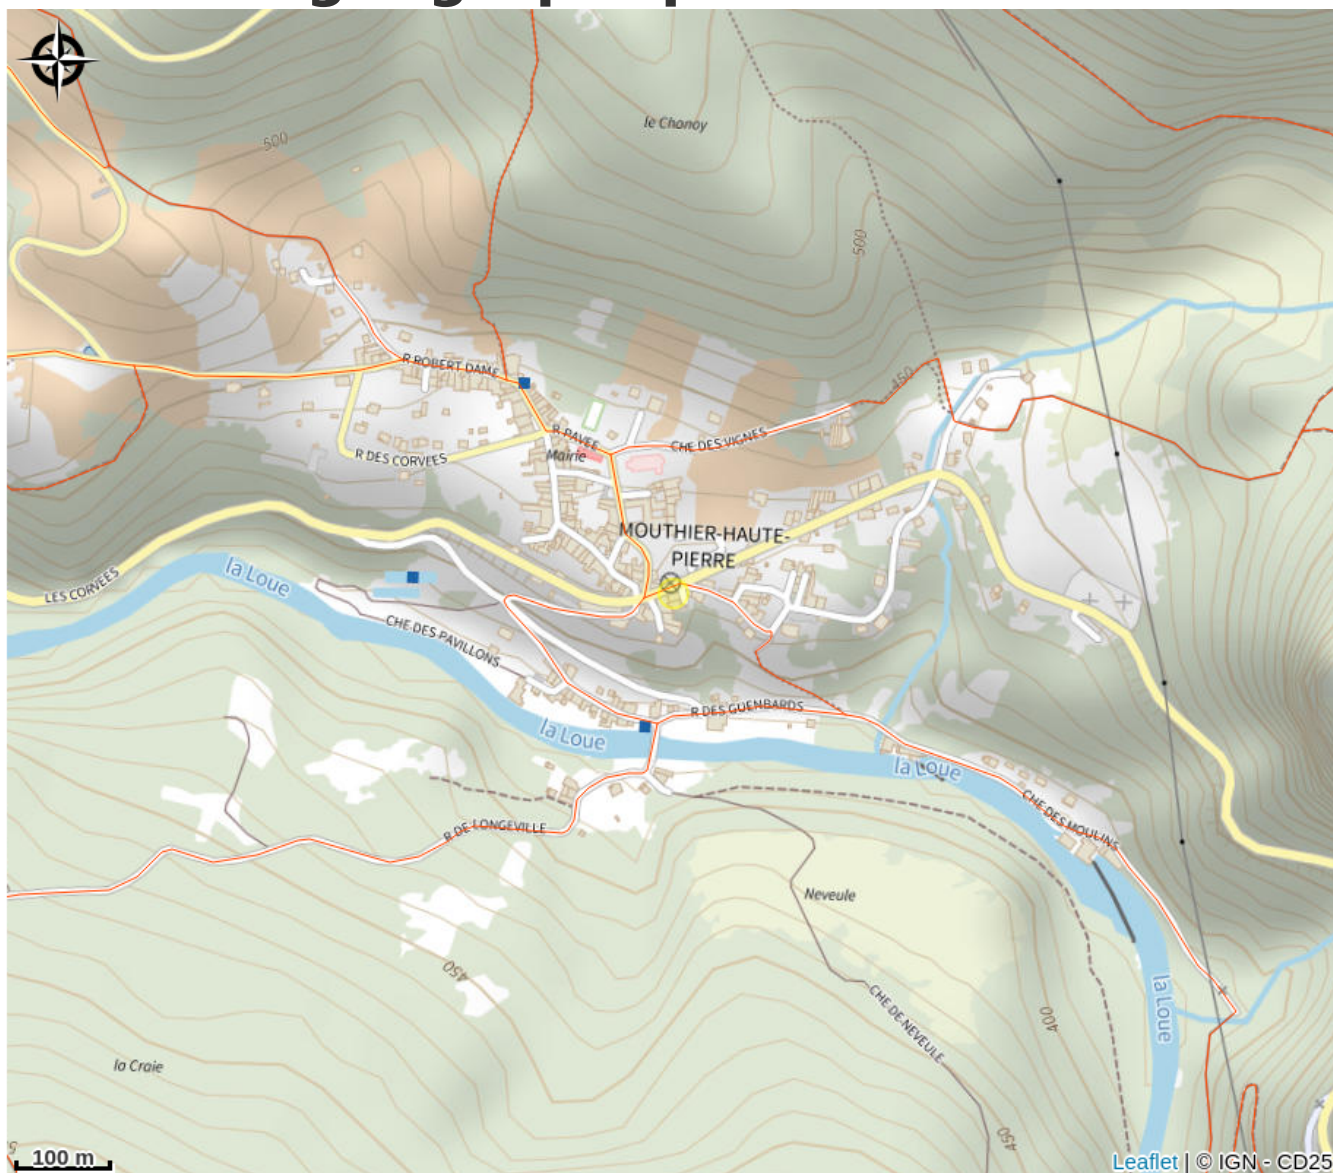 le Chanoy
500
500
450
R ROBERT DAME
R PAVEE
CHE DES VIGNES
Mairie
R DES CORVEES
MOUTHIER-HAUTE-
PIERRE
la Loue
LES CORVEES
CHE DES PAVILLONS
R DES GUENBARDS
la Loue
la Loue
CHE DES MOULINS
R DE LONGEVILLE
Neveule
450
la Loue
CHE DE NEVEULE
400
la Craie
450
100 m
Leaflet | © IGN - CD25